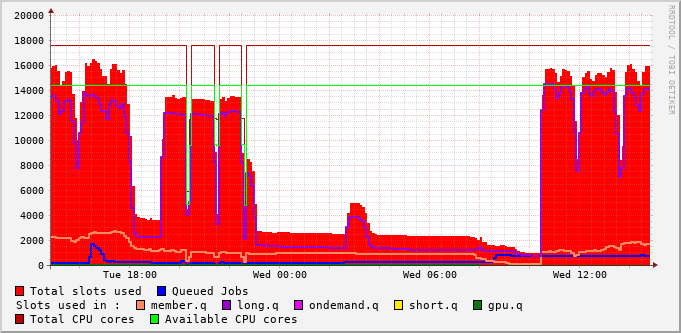 20000
18000
16000
14000
12000
10000
8000
6000
4000
2000
0
Tue 18:00 Wed 00:00 Wed 06:00 Wed 12:00
Total slots used Queued Jobs
Slots used in : member.q long.q ondemand.q short.q gpu.q
Total CPU cores Available CPU cores
RRDTOOL / TOBI OETIKER